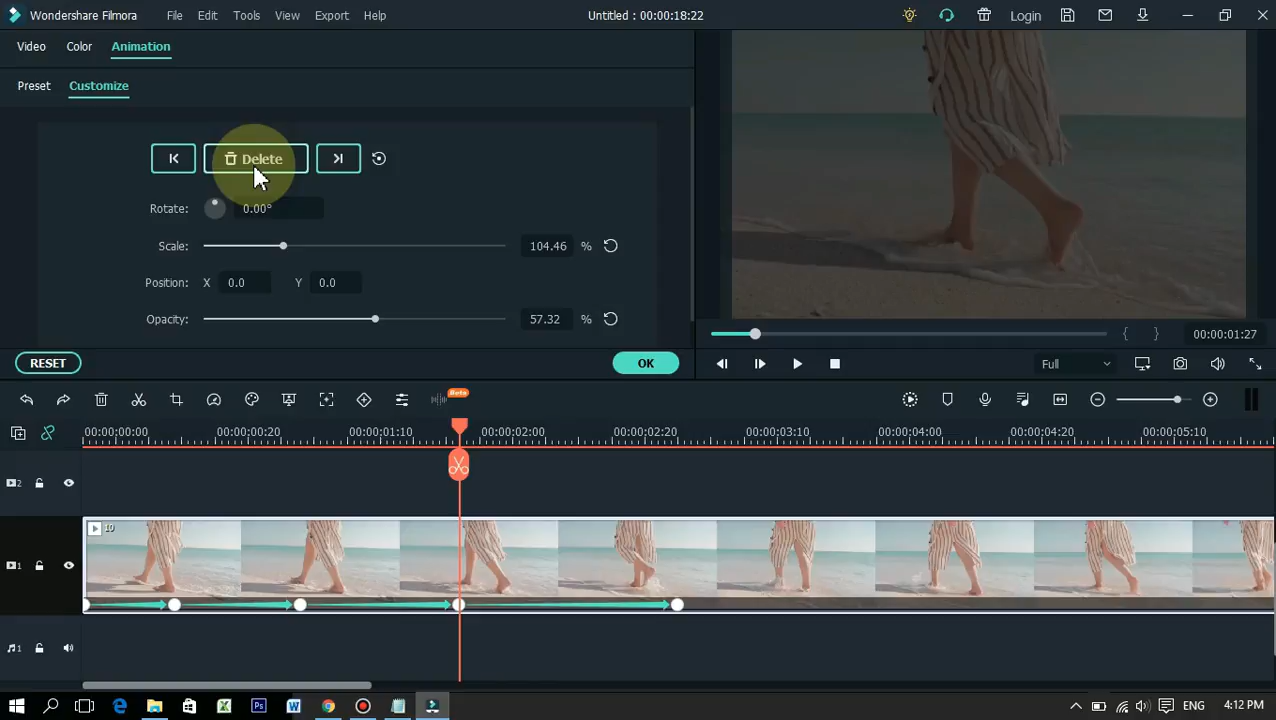 Wondershare Filmora File Edit Tools View Export Help Untitled : 00:00:18:22 Login
Video Color Animation
Preset Customize
Delete
Rotate: 0.00°
Scale: 104.46 %
Position: X 0.0 Y 0.0
Opacity: 57.32 %
{ } 00:00:01:27
RESET OK Full
Beta
00:00:00:00 00:00:00:20 00:00:01:10 00:00:02:00 00:00:02:20 00:00:03:10 00:00:04:00 00:00:04:20 00:00:05:10
2
10
1
1
ENG 4:12 PM